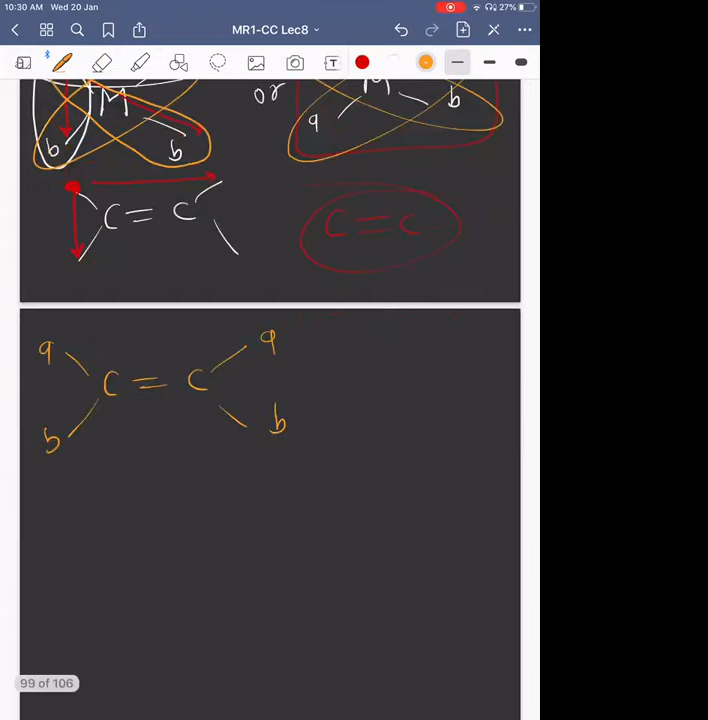 10:30 AM Wed 20 Jan
27%
MR1-CC Lec8
T
M or M
b b a b
C = C
C = C
a a
C = C
b b
99 of 106